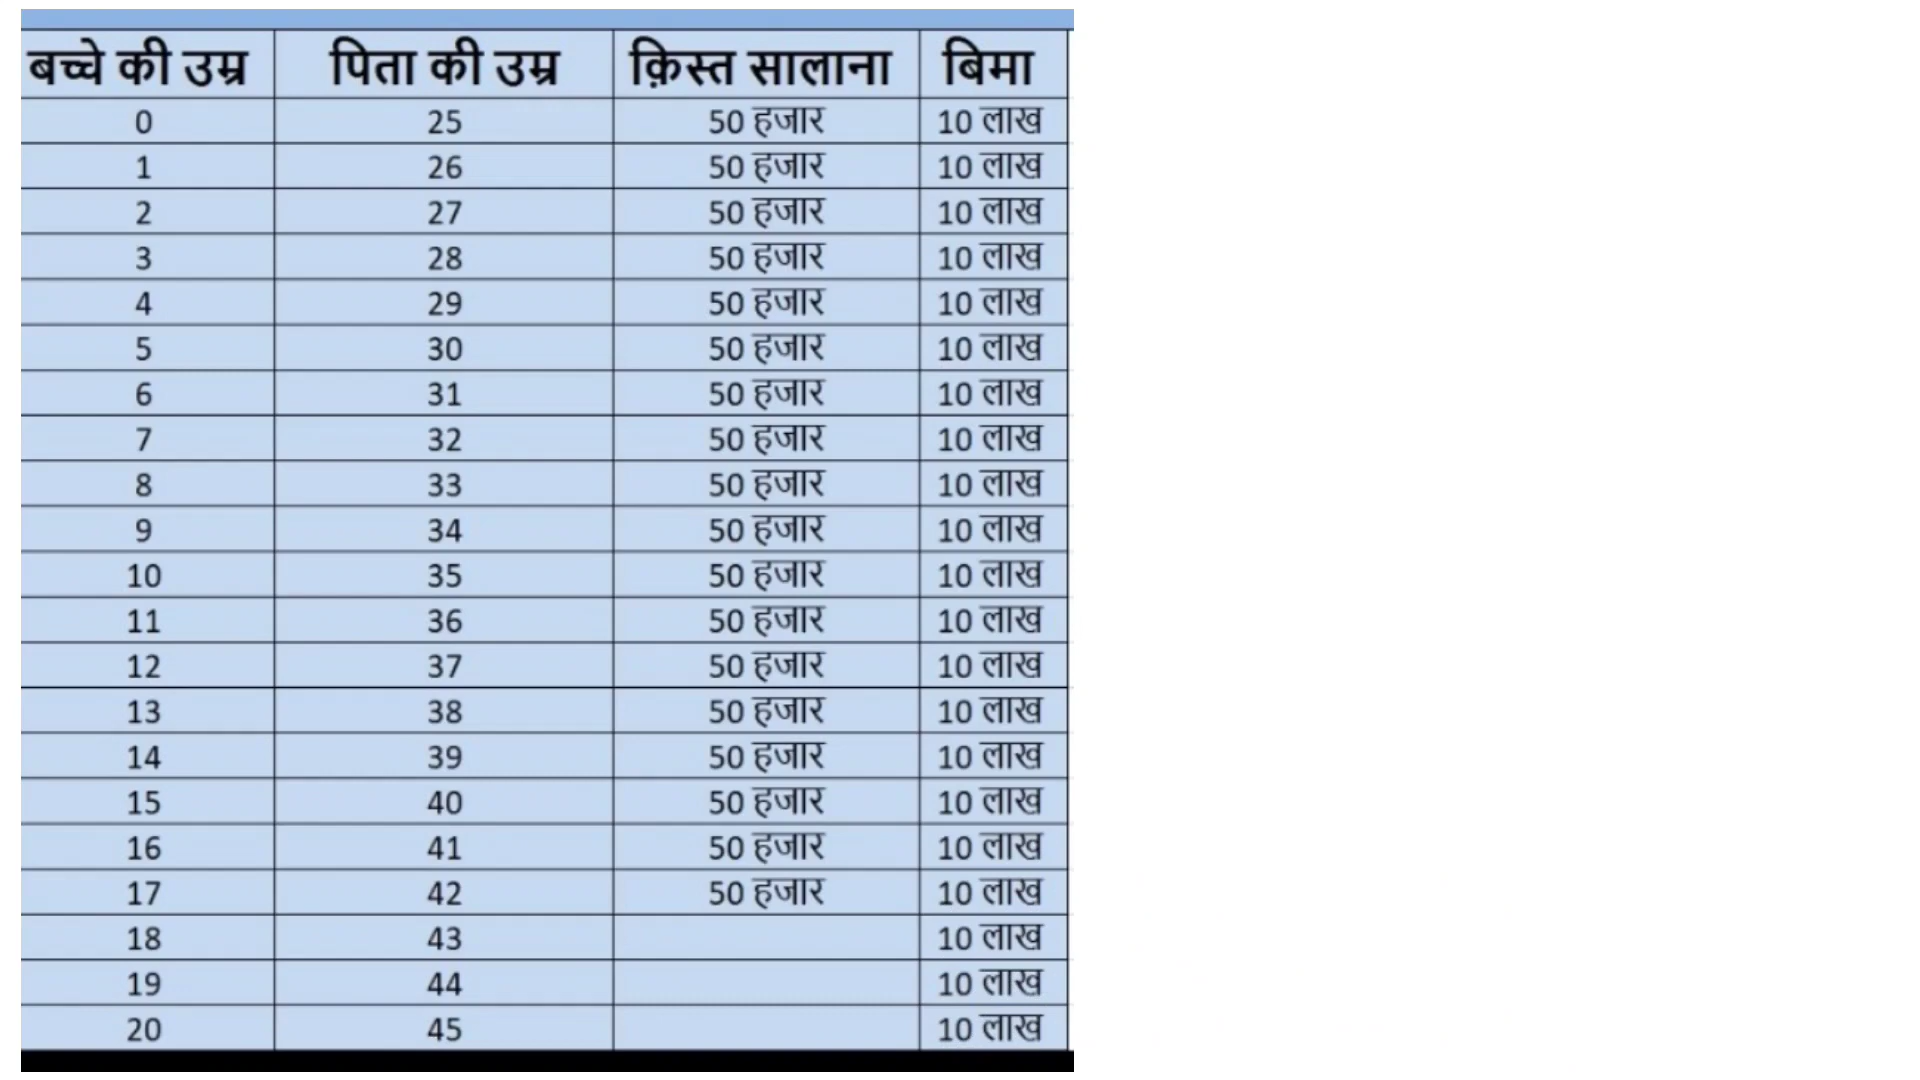 बच्चे की उम्र पिता की उम्र क़िस्त सालाना बिमा
0 25 50 हजार 10 लाख
1 26 50 हजार 10 लाख
2 27 50 हजार 10 लाख
3 28 50 हजार 10 लाख
4 29 50 हजार 10 लाख
5 30 50 हजार 10 लाख
6 31 50 हजार 10 लाख
7 32 50 हजार 10 लाख
8 33 50 हजार 10 लाख
9 34 50 हजार 10 लाख
10 35 50 हजार 10 लाख
11 36 50 हजार 10 लाख
12 37 50 हजार 10 लाख
13 38 50 हजार 10 लाख
14 39 50 हजार 10 लाख
15 40 50 हजार 10 लाख
16 41 50 हजार 10 लाख
17 42 50 हजार 10 लाख
18 43 10 लाख
19 44 10 लाख
20 45 10 लाख